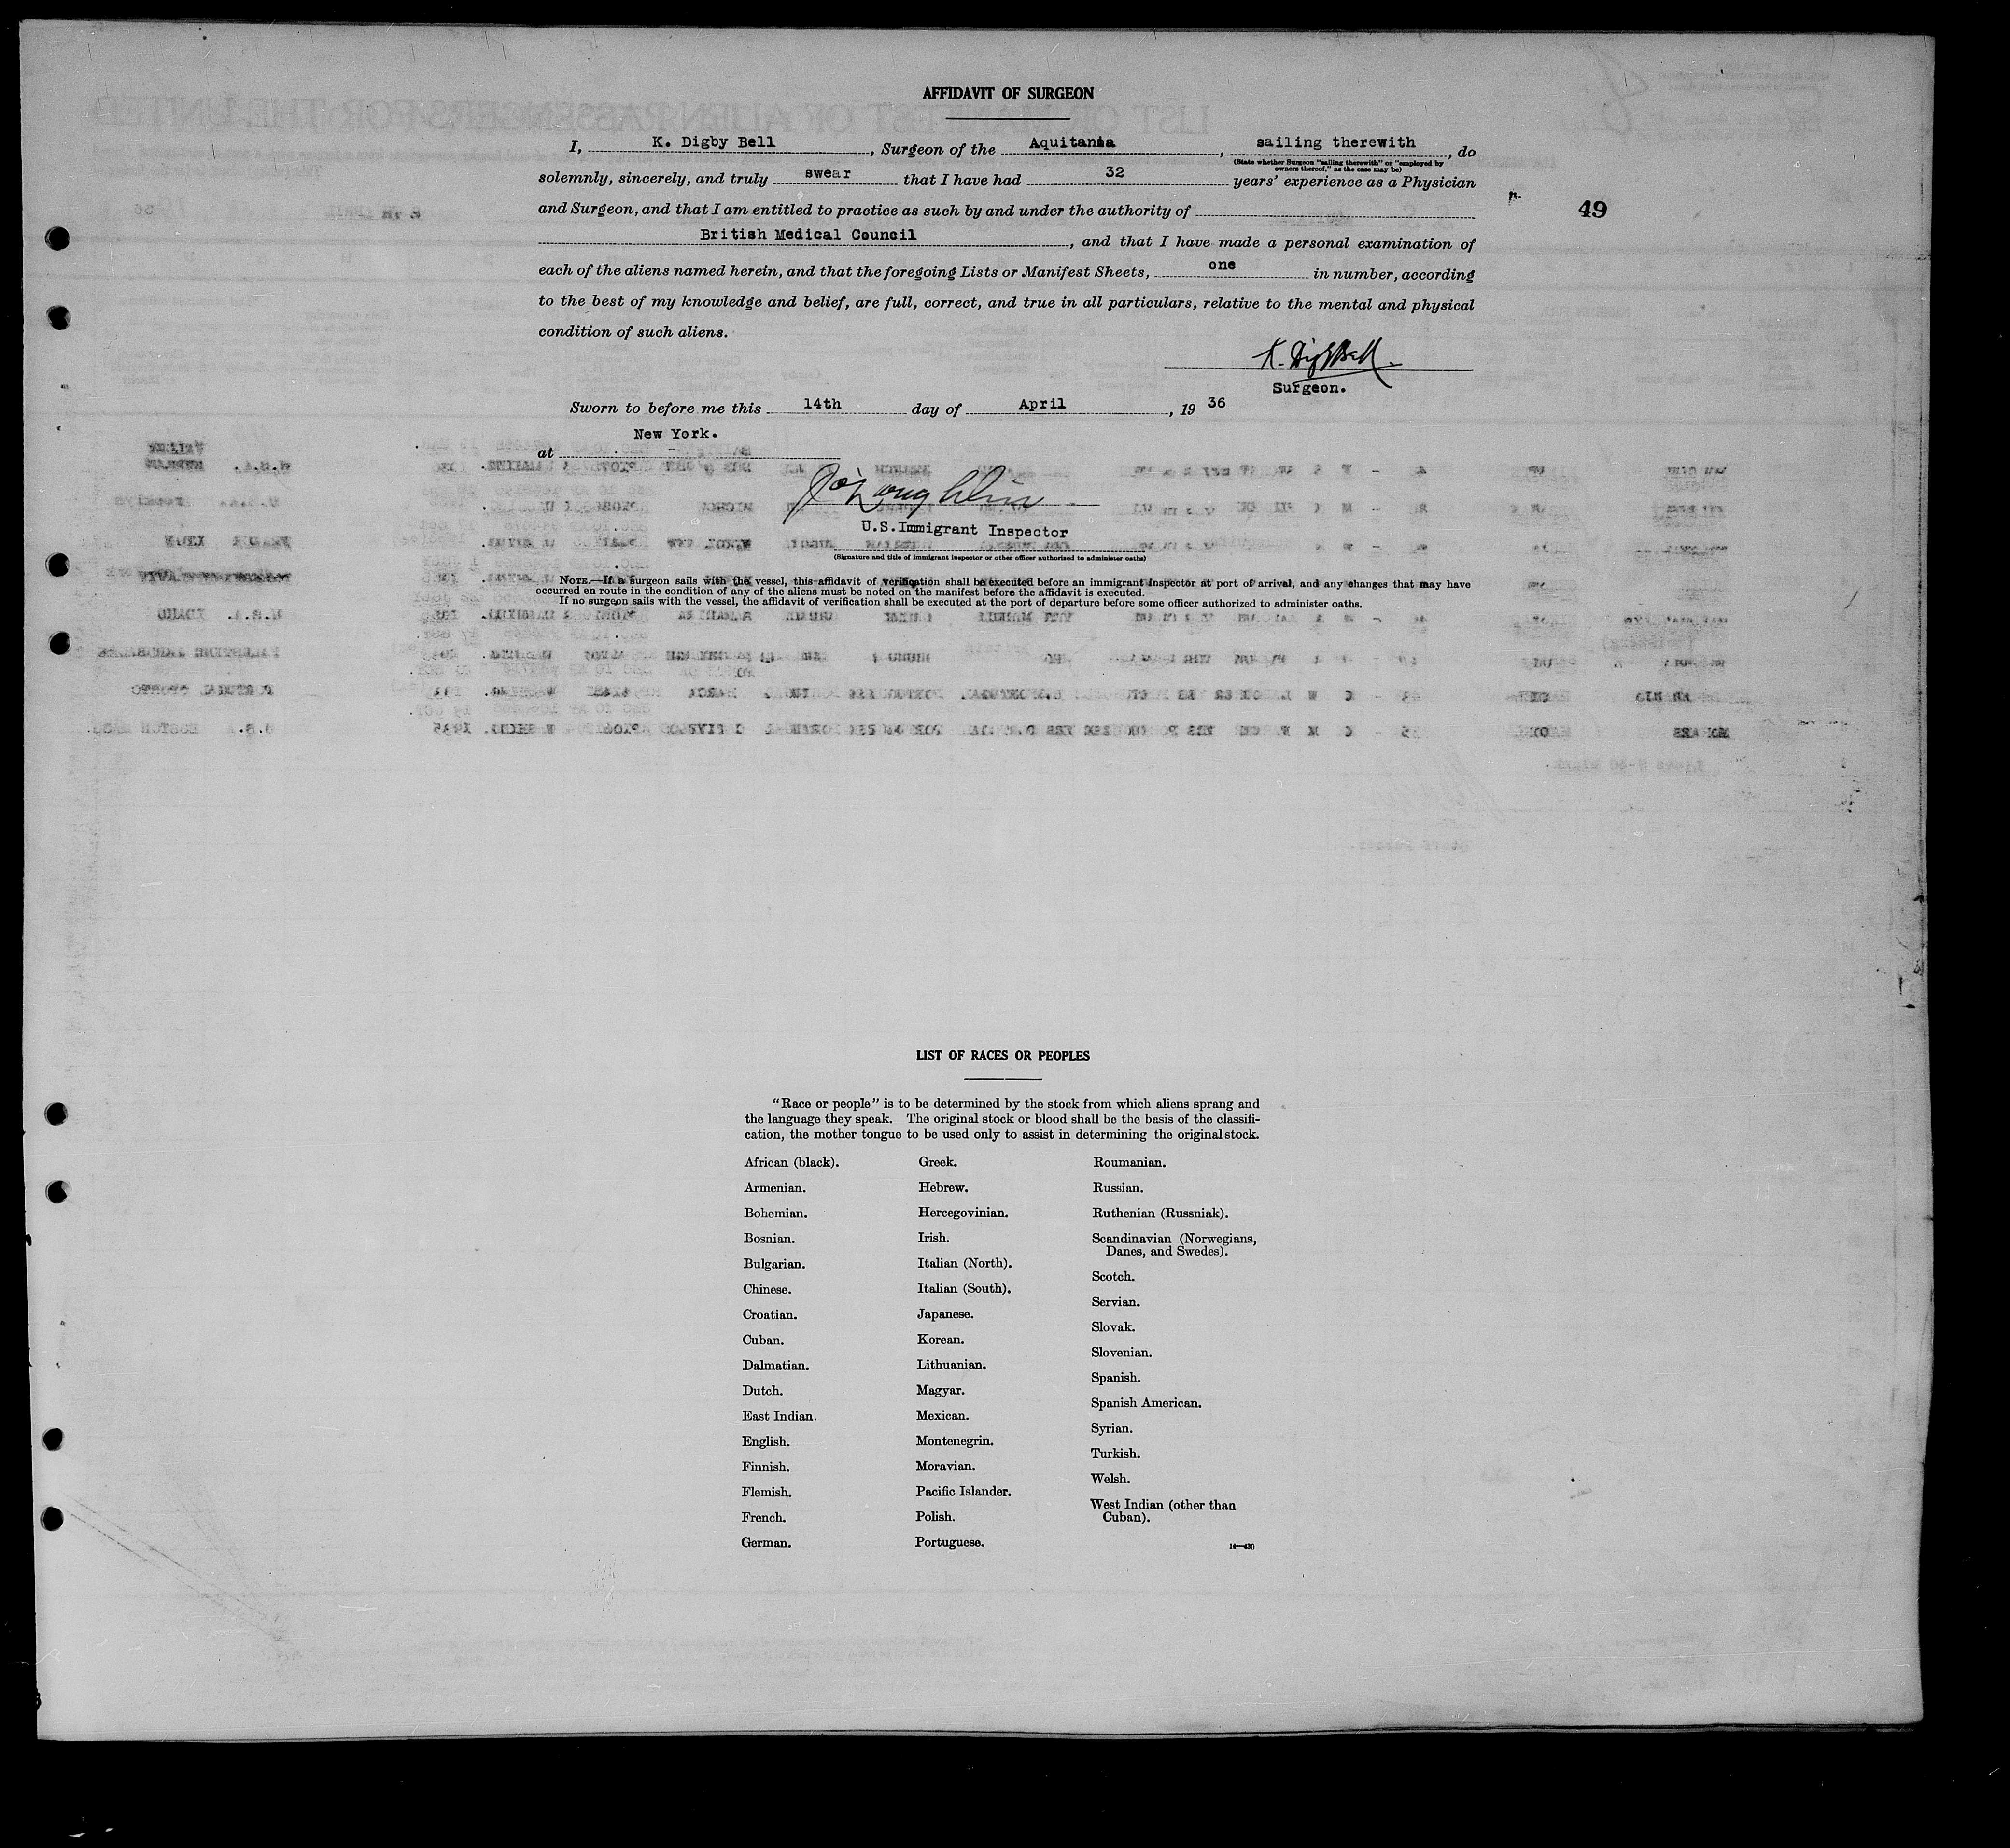 AFFIDAVIT OF SURGEON
I, K. Digby Bell, Surgeon of the Aquitania, sailing therewith, do
(State whether Surgeon "sailing therewith" or "employed by
owners thereof," as the case may be)
solemnly, sincerely, and truly swear that I have had 32 years' experience as a Physician
and Surgeon, and that I am entitled to practice as such by and under the authority of
49
British Medical Council, and that I have made a personal examination of
each of the aliens named herein, and that the foregoing Lists or Manifest Sheets, one in number, according
to the best of my knowledge and belief, are full, correct, and true in all particulars, relative to the mental and physical
condition of such aliens.
K. Digby Bell.
Surgeon.
Sworn to before me this 14th day of April, 1936
at New York.
U.S.Immigrant Inspector
(Signature and title of immigrant inspector or other officer authorized to administer oaths)
NOTE.—If a surgeon sails with the vessel, this affidavit of verification shall be executed before an immigrant inspector at port of arrival, and any changes that may have
occurred en route in the condition of any of the aliens must be noted on the manifest before the affidavit is executed.
If no surgeon sails with the vessel, the affidavit of verification shall be executed at the port of departure before some officer authorized to administer oaths.
LIST OF RACES OR PEOPLES
"Race or people" is to be determined by the stock from which aliens sprang and
the language they speak. The original stock or blood shall be the basis of the classifi-
cation, the mother tongue to be used only to assist in determining the original stock.
African (black).
Armenian.
Bohemian.
Bosnian.
Bulgarian.
Chinese.
Croatian.
Cuban.
Dalmatian.
Dutch.
East Indian.
English.
Finnish.
Flemish.
French.
German.
Greek.
Hebrew.
Hercegovinian.
Irish.
Italian (North).
Italian (South).
Japanese.
Korean.
Lithuanian.
Magyar.
Mexican.
Montenegrin.
Moravian.
Pacific Islander.
Polish.
Portuguese.
Roumanian.
Russian.
Ruthenian (Russniak).
Scandinavian (Norwegians,
Danes, and Swedes).
Scotch.
Servian.
Slovak.
Slovenian.
Spanish.
Spanish American.
Syrian.
Turkish.
Welsh.
West Indian (other than
Cuban).
14—430